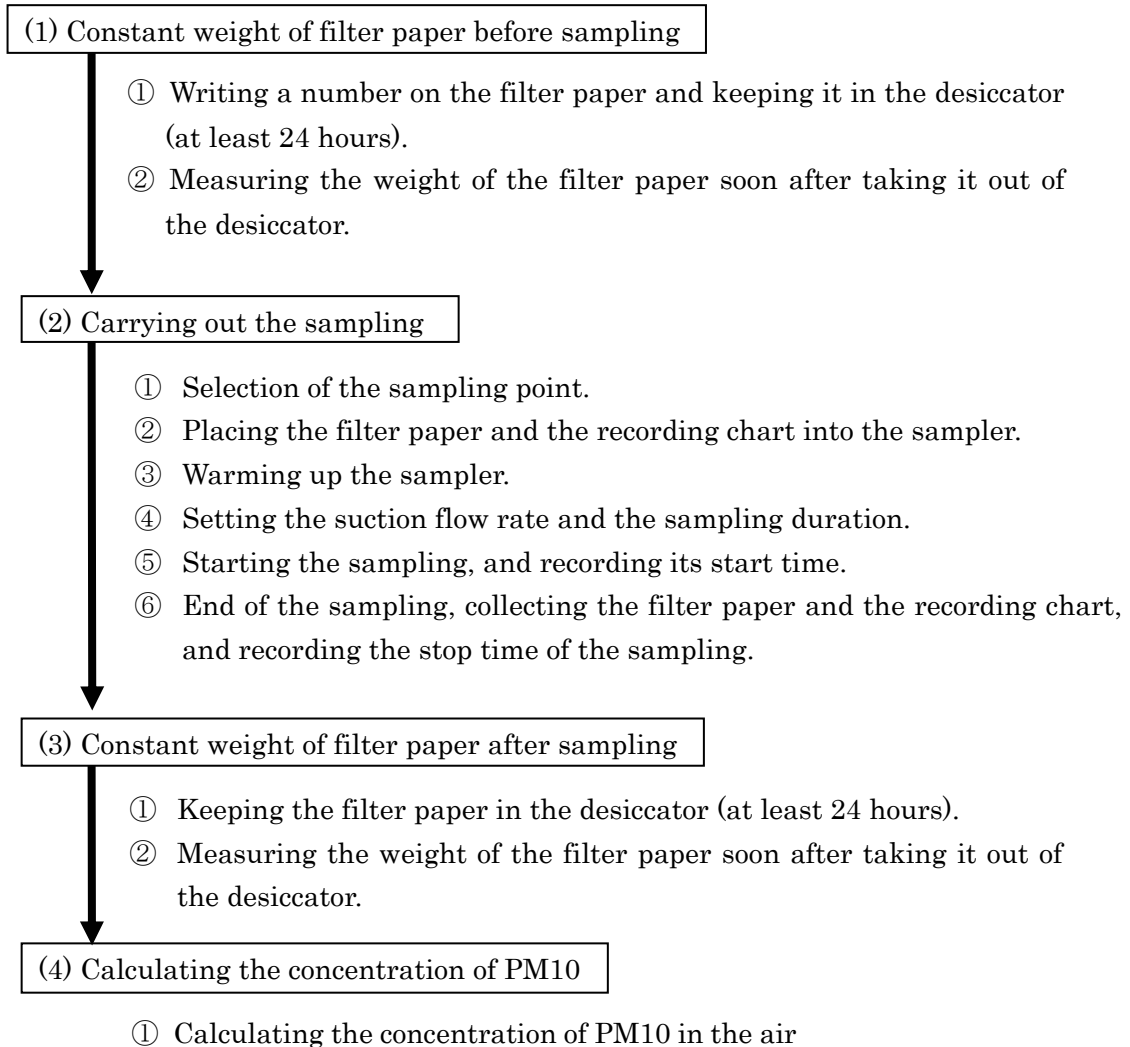 (1) Constant weight of filter paper before sampling
① Writing a number on the filter paper and keeping it in the desiccator
(at least 24 hours).
② Measuring the weight of the filter paper soon after taking it out of
the desiccator.
(2) Carrying out the sampling
① Selection of the sampling point.
② Placing the filter paper and the recording chart into the sampler.
③ Warming up the sampler.
④ Setting the suction flow rate and the sampling duration.
⑤ Starting the sampling, and recording its start time.
⑥ End of the sampling, collecting the filter paper and the recording chart,
and recording the stop time of the sampling.
(3) Constant weight of filter paper after sampling
① Keeping the filter paper in the desiccator (at least 24 hours).
② Measuring the weight of the filter paper soon after taking it out of
the desiccator.
(4) Calculating the concentration of PM10
① Calculating the concentration of PM10 in the air